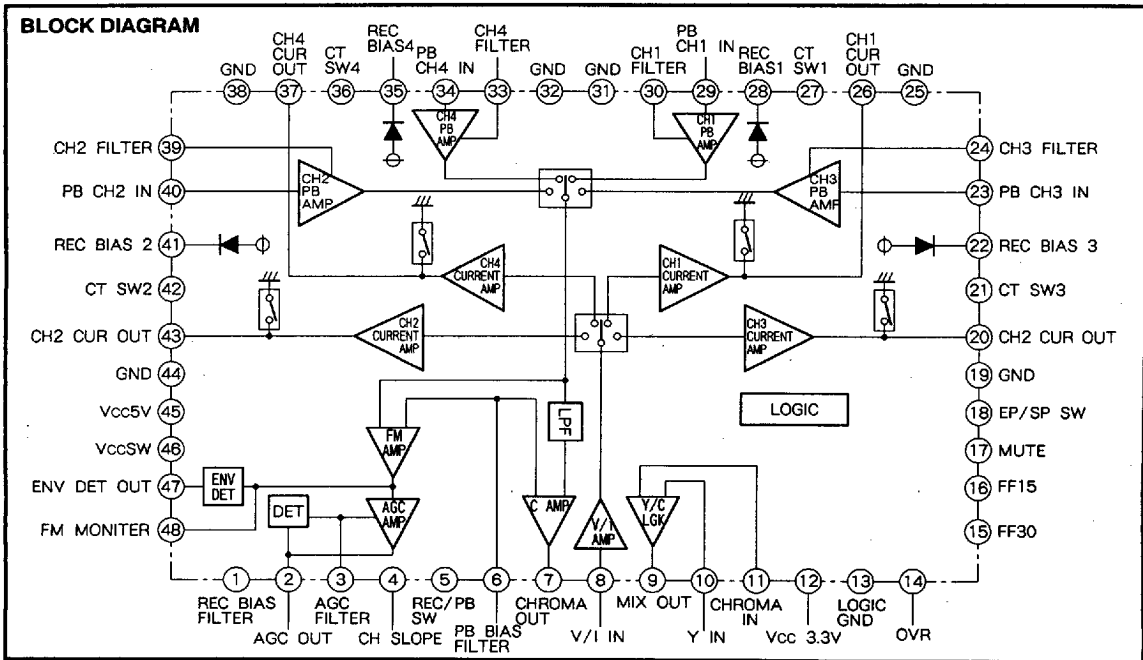 BLOCK DIAGRAM
GND
CH4
CUR
OUT
CT
SW4
REC
BIAS4
PB
CH4 IN
CH4
FILTER
GND
GND
CH1
FILTER
PB
CH1 IN
REC
BIAS1
CT
SW1
CH1
CUR
OUT
GND
38
37
36
35
34
33
32
31
30
29
28
27
26
25
CH4
PB
AMP
CH1
PB
AMP
CH2 FILTER 39
24 CH3 FILTER
PB CH2 IN 40
CH2
PB
AMP
CH3
PB
AMP
23 PB CH3 IN
REC BIAS 2 41
22 REC BIAS 3
CH4
CURRENT
AMP
CH1
CURRENT
AMP
CT SW2 42
21 CT SW3
CH2 CUR OUT 43
CH2
CURRENT
AMP
CH3
CURRENT
AMP
20 CH2 CUR OUT
GND 44
19 GND
Vcc5V 45
LOGIC
18 EP/SP SW
LPF
FM
AMP
VccSW 46
17 MUTE
ENV DET OUT 47
ENV
DET
16 FF15
DET
AGC
AMP
C AMP
V/I
AMP
Y/C
LGK
FM MONITER 48
15 FF30
1
2
3
4
5
6
7
8
9
10
11
12
13
14
REC BIAS
FILTER
AGC OUT
AGC
FILTER
CH SLOPE
REC/PB
SW
PB BIAS
FILTER
CHROMA
OUT
V/I IN
MIX OUT
Y IN
CHROMA
IN
Vcc 3.3V
LOGIC
GND
OVR